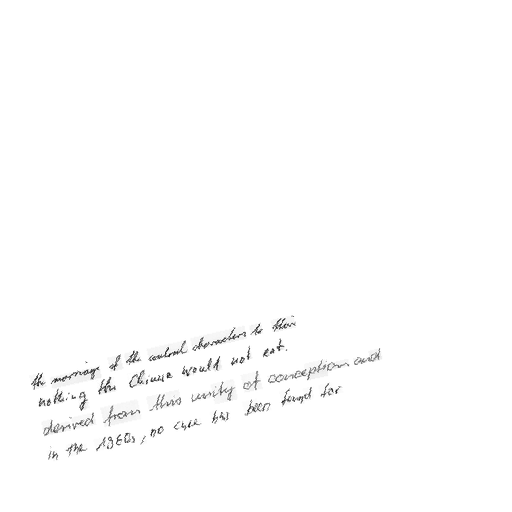 the marriage of the central characters to their
nothing the Chinese would not eat.
derived from this unity of conception and
in the 1960s, no cure has been found for